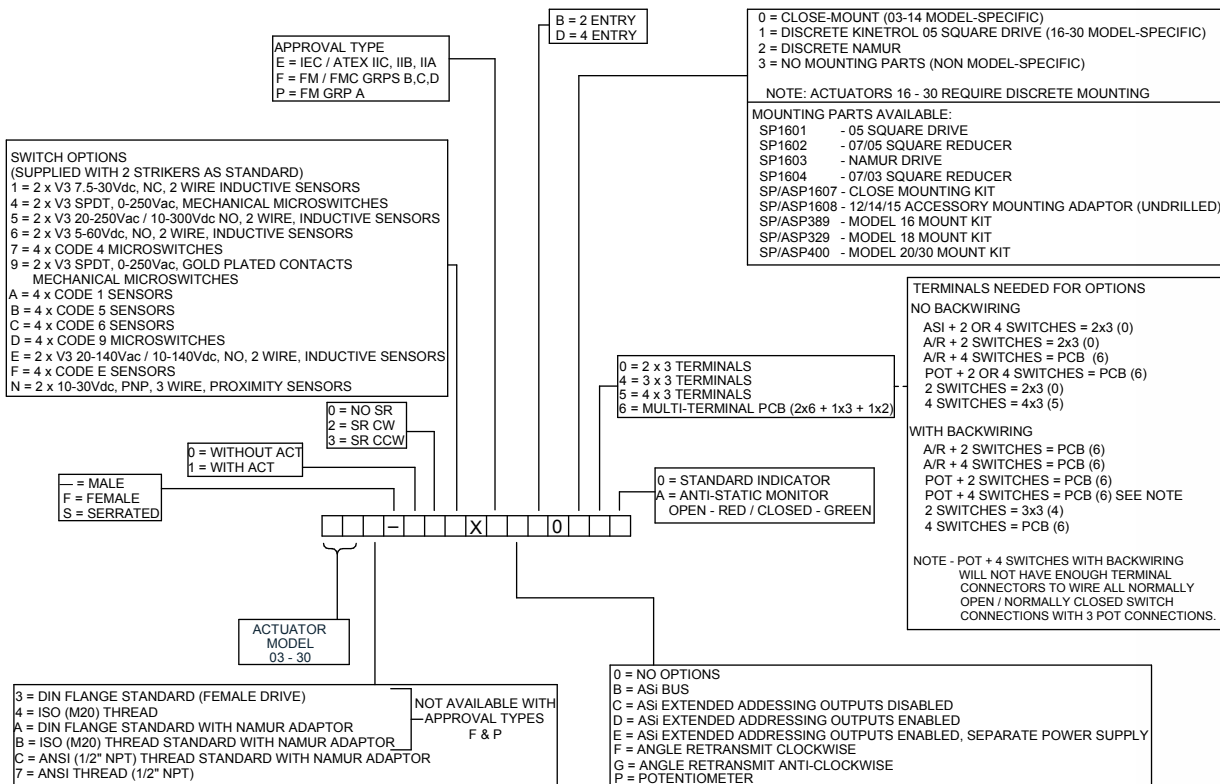 B = 2 ENTRY
D = 4 ENTRY
0 = CLOSE-MOUNT (03-14 MODEL-SPECIFIC)
1 = DISCRETE KINETROL 05 SQUARE DRIVE (16-30 MODEL-SPECIFIC)
2 = DISCRETE NAMUR
3 = NO MOUNTING PARTS (NON MODEL-SPECIFIC)
NOTE: ACTUATORS 16 - 30 REQUIRE DISCRETE MOUNTING
MOUNTING PARTS AVAILABLE:
SP1601 - 05 SQUARE DRIVE
SP1602 - 07/05 SQUARE REDUCER
SP1603 - NAMUR DRIVE
SP1604 - 07/03 SQUARE REDUCER
SP/ASP1607 - CLOSE MOUNTING KIT
SP/ASP1608 - 12/14/15 ACCESSORY MOUNTING ADAPTOR (UNDRILLED)
SP/ASP389 - MODEL 16 MOUNT KIT
SP/ASP329 - MODEL 18 MOUNT KIT
SP/ASP400 - MODEL 20/30 MOUNT KIT
APPROVAL TYPE
E = IEC / ATEX IIC, IIB, IIA
F = FM / FMC GRPS B,C,D
P = FM GRP A
SWITCH OPTIONS
(SUPPLIED WITH 2 STRIKERS AS STANDARD)
1 = 2 x V3 7.5-30Vdc, NC, 2 WIRE INDUCTIVE SENSORS
4 = 2 x V3 SPDT, 0-250Vac, MECHANICAL MICROSWITCHES
5 = 2 x V3 20-250Vac / 10-300Vdc NO, 2 WIRE, INDUCTIVE SENSORS
6 = 2 x V3 5-60Vdc, NO, 2 WIRE, INDUCTIVE SENSORS
7 = 4 x CODE 4 MICROSWITCHES
9 = 2 x V3 SPDT, 0-250Vac, GOLD PLATED CONTACTS
MECHANICAL MICROSWITCHES
A = 4 x CODE 1 SENSORS
B = 4 x CODE 5 SENSORS
C = 4 x CODE 6 SENSORS
D = 4 x CODE 9 MICROSWITCHES
E = 2 x V3 20-140Vac / 10-140Vdc, NO, 2 WIRE, INDUCTIVE SENSORS
F = 4 x CODE E SENSORS
N = 2 x 10-30Vdc, PNP, 3 WIRE, PROXIMITY SENSORS
TERMINALS NEEDED FOR OPTIONS
NO BACKWIRING
ASI + 2 OR 4 SWITCHES = 2x3 (0)
A/R + 2 SWITCHES = 2x3 (0)
A/R + 4 SWITCHES = PCB (6)
POT + 2 OR 4 SWITCHES = PCB (6)
2 SWITCHES = 2x3 (0)
4 SWITCHES = 4x3 (5)
WITH BACKWIRING
A/R + 2 SWITCHES = PCB (6)
A/R + 4 SWITCHES = PCB (6)
POT + 2 SWITCHES = PCB (6)
POT + 4 SWITCHES = PCB (6) SEE NOTE
2 SWITCHES = 3x3 (4)
4 SWITCHES = PCB (6)
NOTE - POT + 4 SWITCHES WITH BACKWIRING
WILL NOT HAVE ENOUGH TERMINAL
CONNECTORS TO WIRE ALL NORMALLY
OPEN / NORMALLY CLOSED SWITCH
CONNECTIONS WITH 3 POT CONNECTIONS.
0 = 2 x 3 TERMINALS
4 = 3 x 3 TERMINALS
5 = 4 x 3 TERMINALS
6 = MULTI-TERMINAL PCB (2x6 + 1x3 + 1x2)
0 = NO SR
2 = SR CW
3 = SR CCW
0 = WITHOUT ACT
1 = WITH ACT
— = MALE
F = FEMALE
S = SERRATED
0 = STANDARD INDICATOR
A = ANTI-STATIC MONITOR
OPEN - RED / CLOSED - GREEN
– X 0
ACTUATOR
MODEL
03 - 30
3 = DIN FLANGE STANDARD (FEMALE DRIVE)
4 = ISO (M20) THREAD
A = DIN FLANGE STANDARD WITH NAMUR ADAPTOR
B = ISO (M20) THREAD STANDARD WITH NAMUR ADAPTOR
C = ANSI (1/2" NPT) THREAD STANDARD WITH NAMUR ADAPTOR
7 = ANSI THREAD (1/2" NPT)
NOT AVAILABLE WITH
APPROVAL TYPES
F & P
0 = NO OPTIONS
B = ASi BUS
C = ASi EXTENDED ADDESSING OUTPUTS DISABLED
D = ASi EXTENDED ADDRESSING OUTPUTS ENABLED
E = ASi EXTENDED ADDRESSING OUTPUTS ENABLED, SEPARATE POWER SUPPLY
F = ANGLE RETRANSMIT CLOCKWISE
G = ANGLE RETRANSMIT ANTI-CLOCKWISE
P = POTENTIOMETER